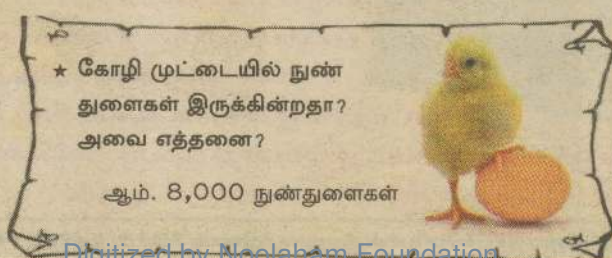 ★ கோழி முட்டையில் நுண்
துளைகள் இருக்கின்றதா?
அவை எத்தனை?
ஆம். 8,000 நுண்துளைகள்
Digitized by Noolaham Foundation